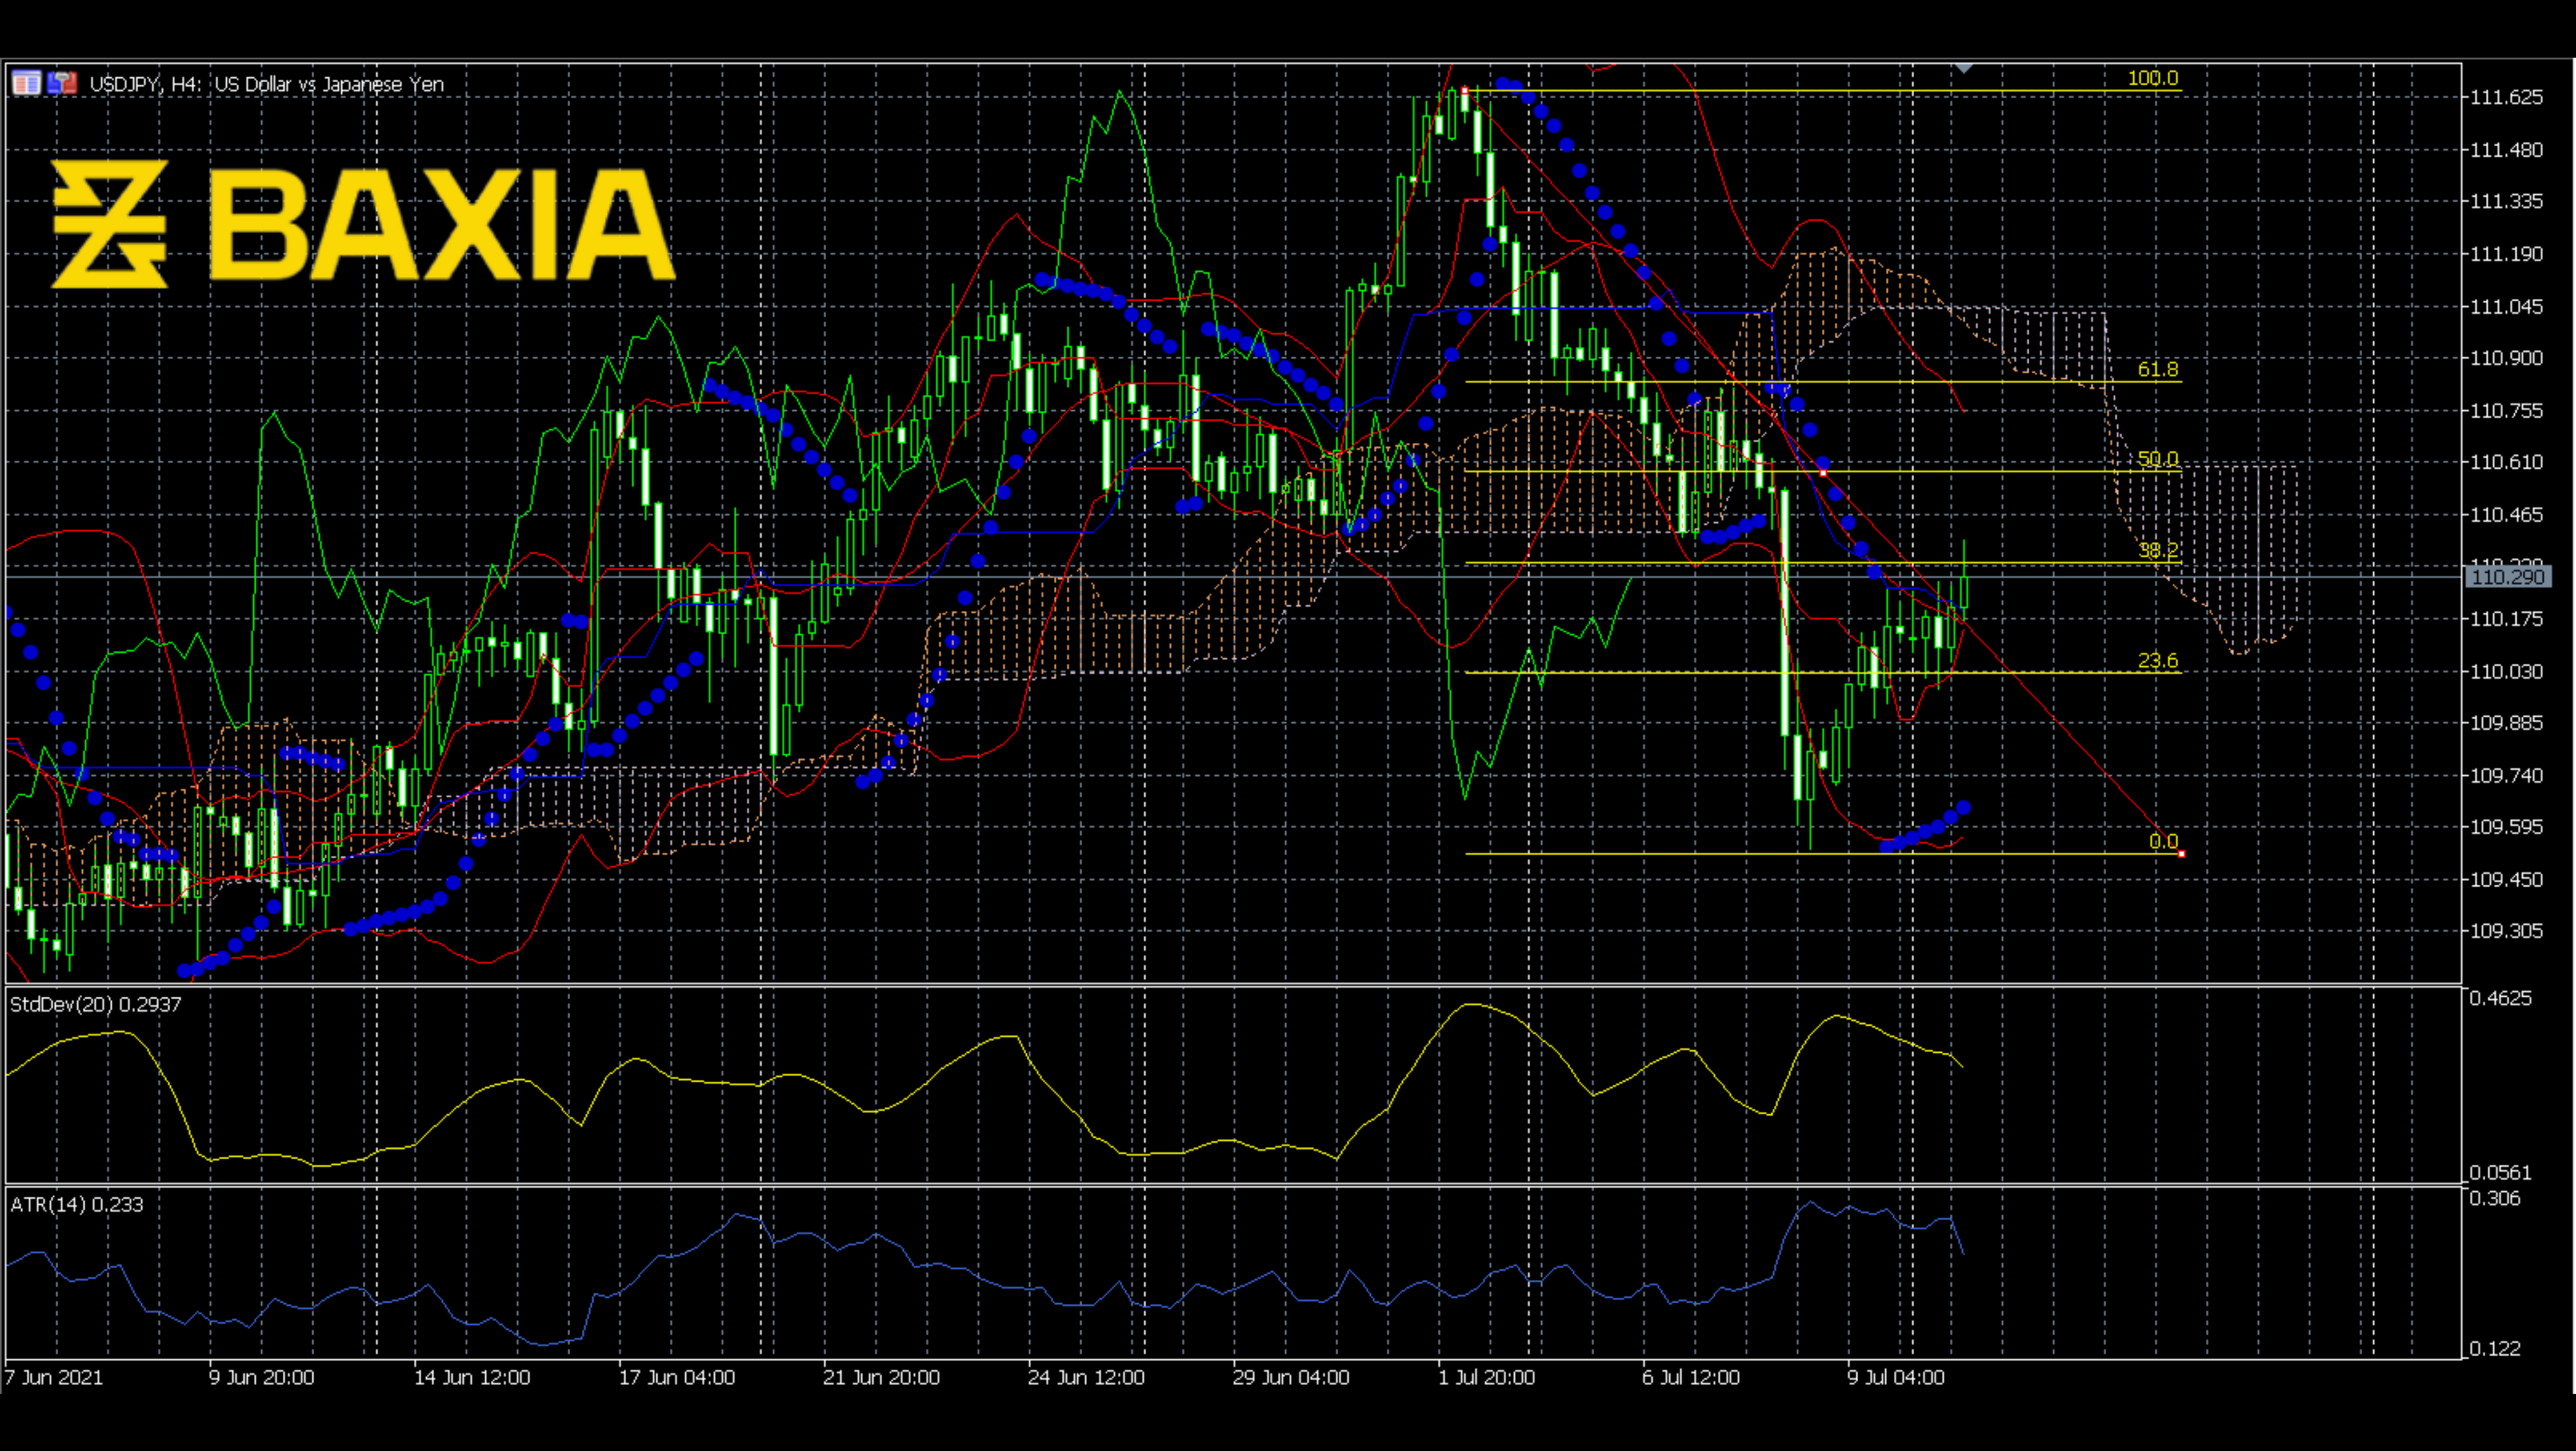 USDJPY, H4: US Dollar vs Japanese Yen
BAXIA
100.0
61.8
50.0
38.2
23.6
0.0
111.625
111.480
111.335
111.190
111.045
110.900
110.755
110.610
110.465
110.290
110.175
110.030
109.885
109.740
109.595
109.450
109.305
StdDev(20) 0.2937
0.4625
0.0561
ATR(14) 0.233
0.306
0.122
7 Jun 2021
9 Jun 20:00
14 Jun 12:00
17 Jun 04:00
21 Jun 20:00
24 Jun 12:00
29 Jun 04:00
1 Jul 20:00
6 Jul 12:00
9 Jul 04:00